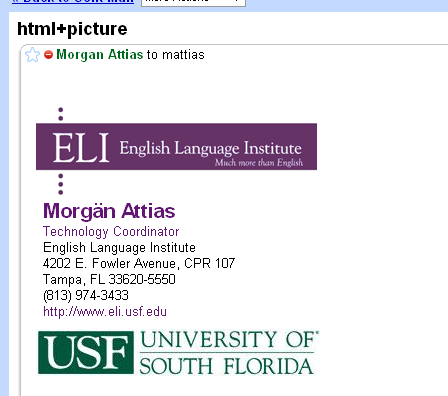 « Back to Sent Mail More Actions
html+picture
Morgan Attias to mattias
ELI English Language Institute
Much more than English
Morgän Attias
Technology Coordinator
English Language Institute
4202 E. Fowler Avenue, CPR 107
Tampa, FL 33620-5550
(813) 974-3433
http://www.eli.usf.edu
USF UNIVERSITY OF
SOUTH FLORIDA